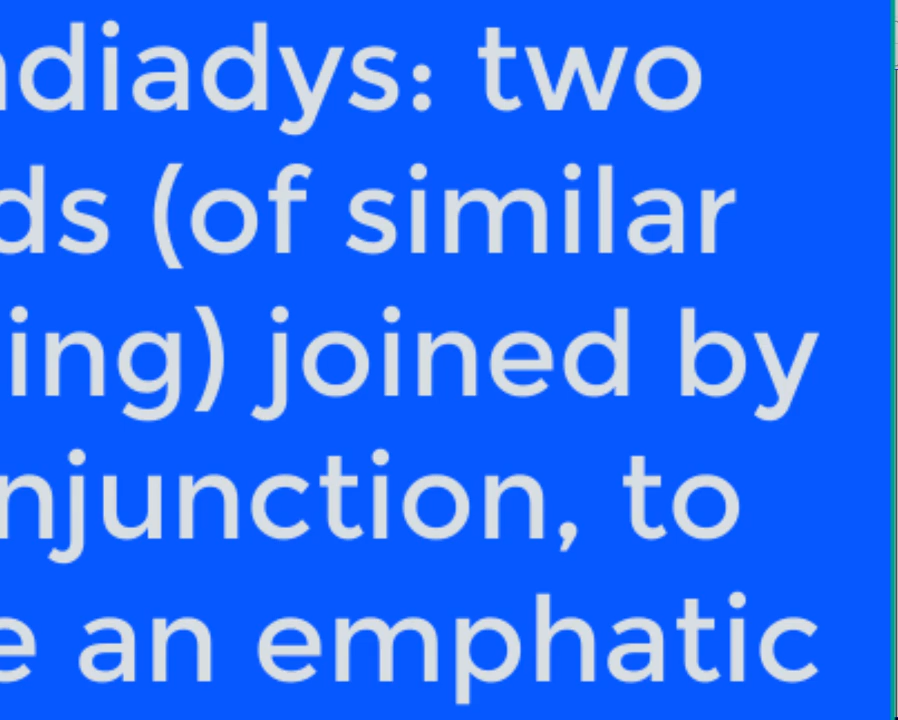 ndiadys: two
ds (of similar
ing) joined by
njunction, to
e an emphatic